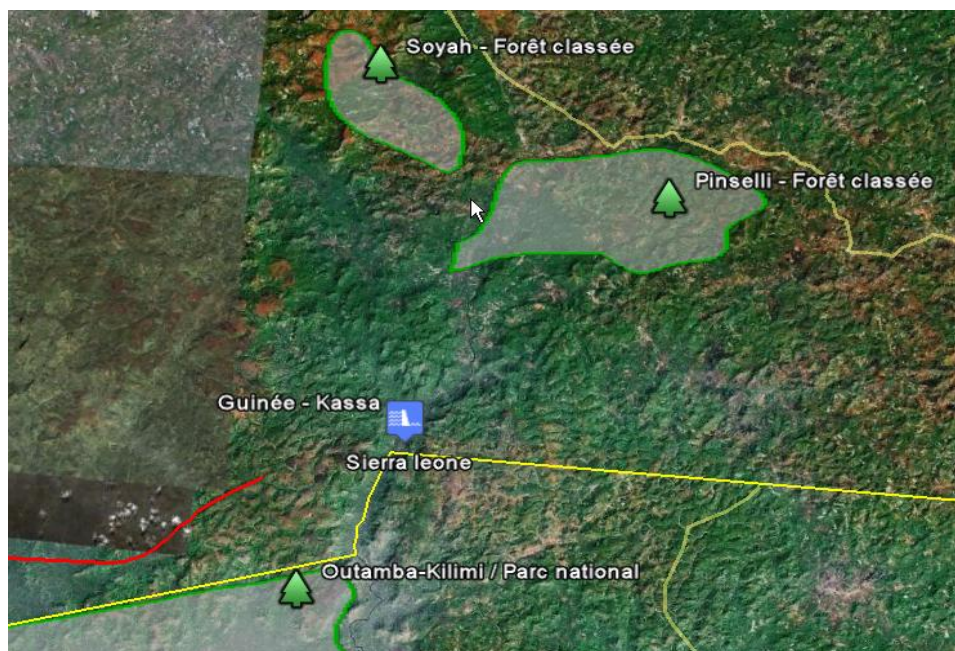 Soyah - Forêt classée
Pinselli - Forêt classée
Guinée - Kassa
Sierra leone
Outamba-Kilimi / Parc national